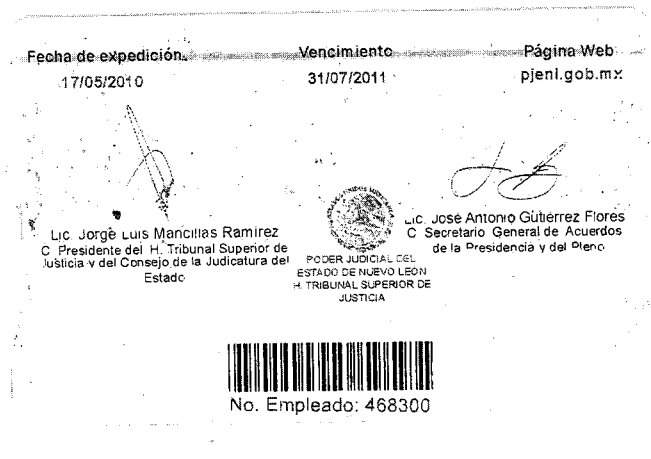 Fecha de expedición
Vencimiento
Página Web
17/05/2010
31/07/2011
pjenl.gob.mx
Lic. Jorge Luis Mancillas Ramírez
C. Presidente del H. Tribunal Superior de
Justicia y del Consejo de la Judicatura del
Estado
Lic. José Antonio Gutiérrez Flores
C. Secretario General de Acuerdos
de la Presidencia y del Pleno
PODER JUDICIAL DEL
ESTADO DE NUEVO LEÓN
H. TRIBUNAL SUPERIOR DE
JUSTICIA
No. Empleado: 468300